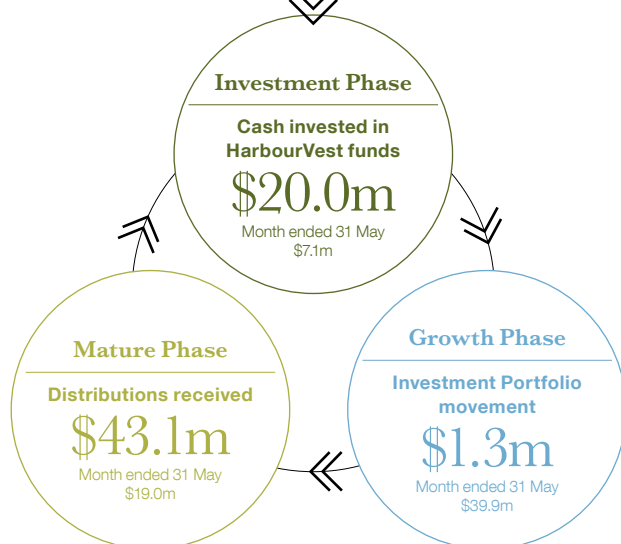 Investment Phase
Cash invested in
HarbourVest funds
$20.0m
Month ended 31 May
$7.1m
Mature Phase
Distributions received
$43.1m
Month ended 31 May
$19.0m
Growth Phase
Investment Portfolio
movement
$1.3m
Month ended 31 May
$39.9m